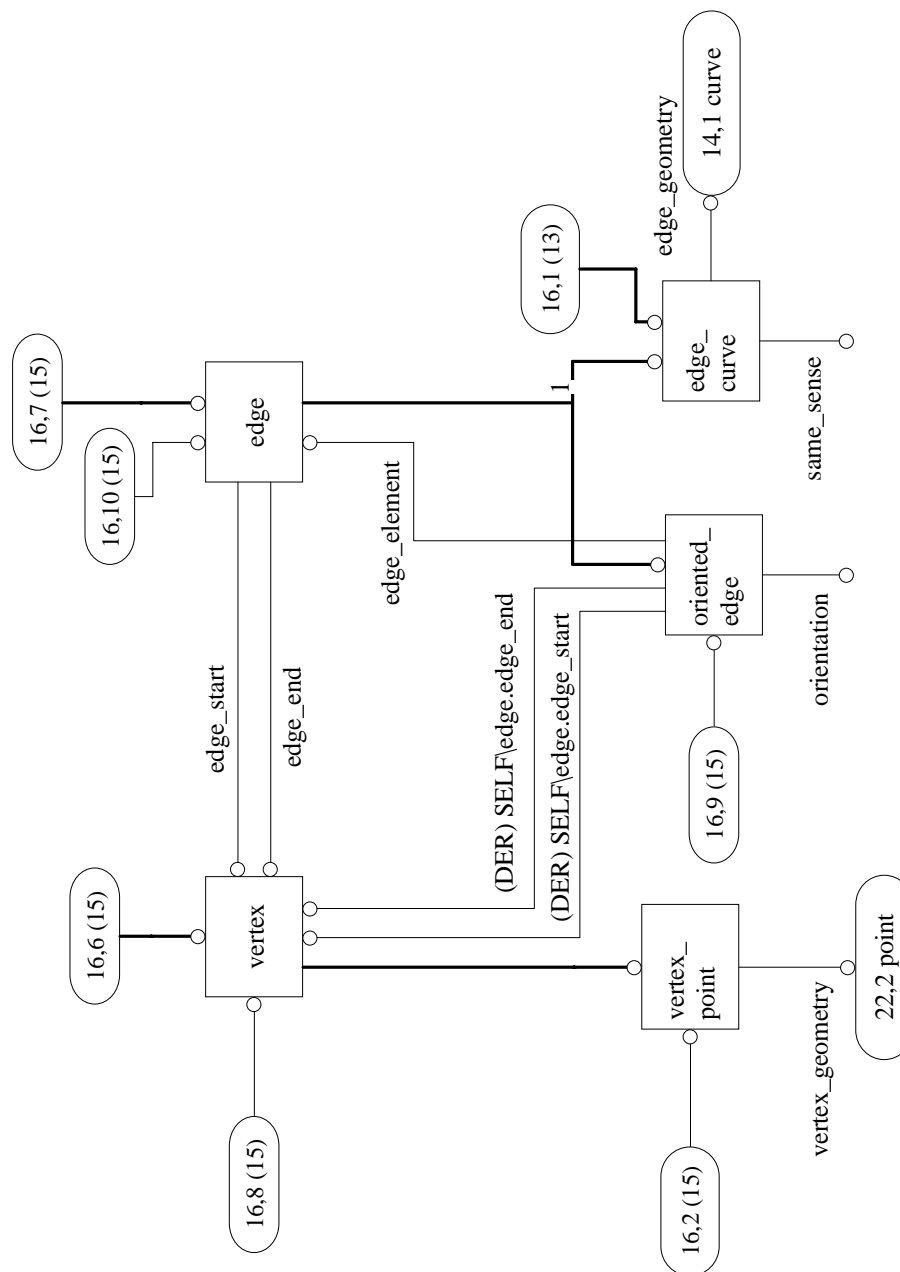 16,7 (15)
16,6 (15)
16,10 (15)
edge_start
16,8 (15)
vertex
edge
edge_end
edge_element
(DER) SELF\edge.edge_end
(DER) SELF\edge.edge_start
1
16,1 (13)
edge_geometry
16,2 (15)
vertex_
point
16,9 (15)
oriented_
edge
edge_
curve
14,1 curve
vertex_geometry
orientation
same_sense
22,2 point